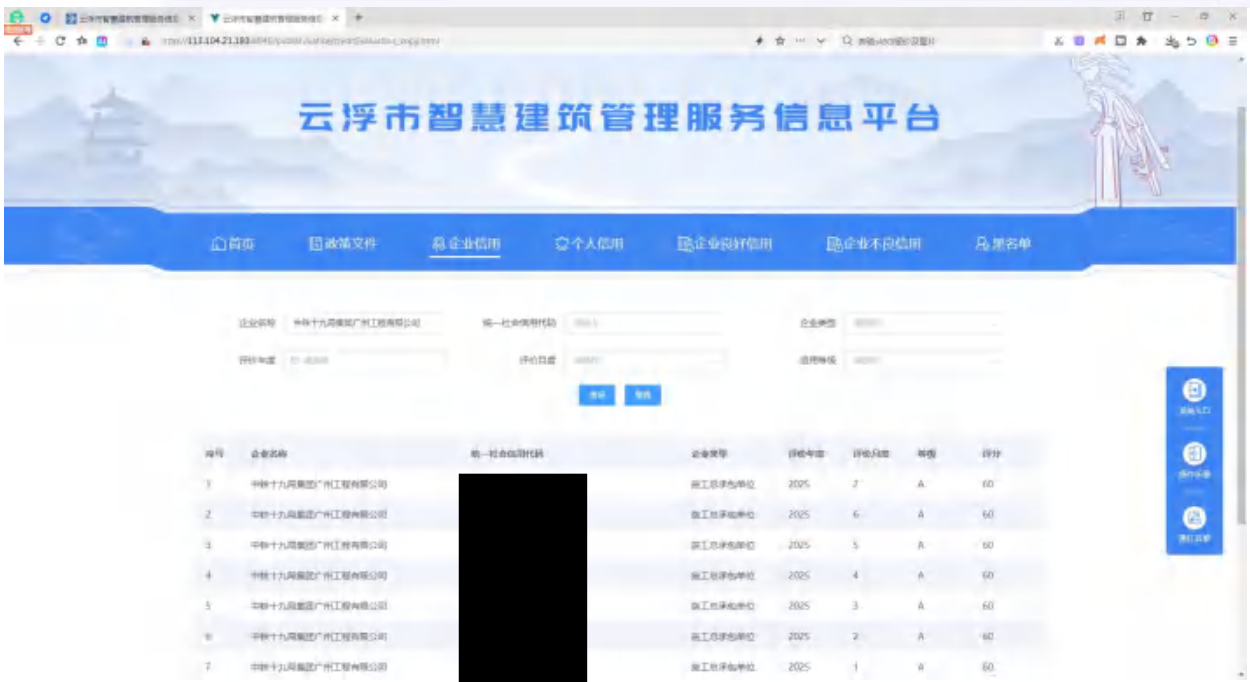 云浮市智慧建筑管理服务信息平台
首页 政策文件 企业信用 个人信用 企业良好信用 企业不良信用 黑名单
企业名称 中铁十九局集团广州工程有限公司 统一社会信用代码 企业类型
评价年度 评价月度 信用等级
序号 企业名称 统一社会信用代码 企业类型 评价年度 评价月度 等级 评分
1 中铁十九局集团广州工程有限公司 施工总承包单位 2025 7 A 60
2 中铁十九局集团广州工程有限公司 施工总承包单位 2025 6 A 60
3 中铁十九局集团广州工程有限公司 施工总承包单位 2025 5 A 60
4 中铁十九局集团广州工程有限公司 施工总承包单位 2025 4 A 60
5 中铁十九局集团广州工程有限公司 施工总承包单位 2025 3 A 60
6 中铁十九局集团广州工程有限公司 施工总承包单位 2025 2 A 60
7 中铁十九局集团广州工程有限公司 施工总承包单位 2025 1 A 60